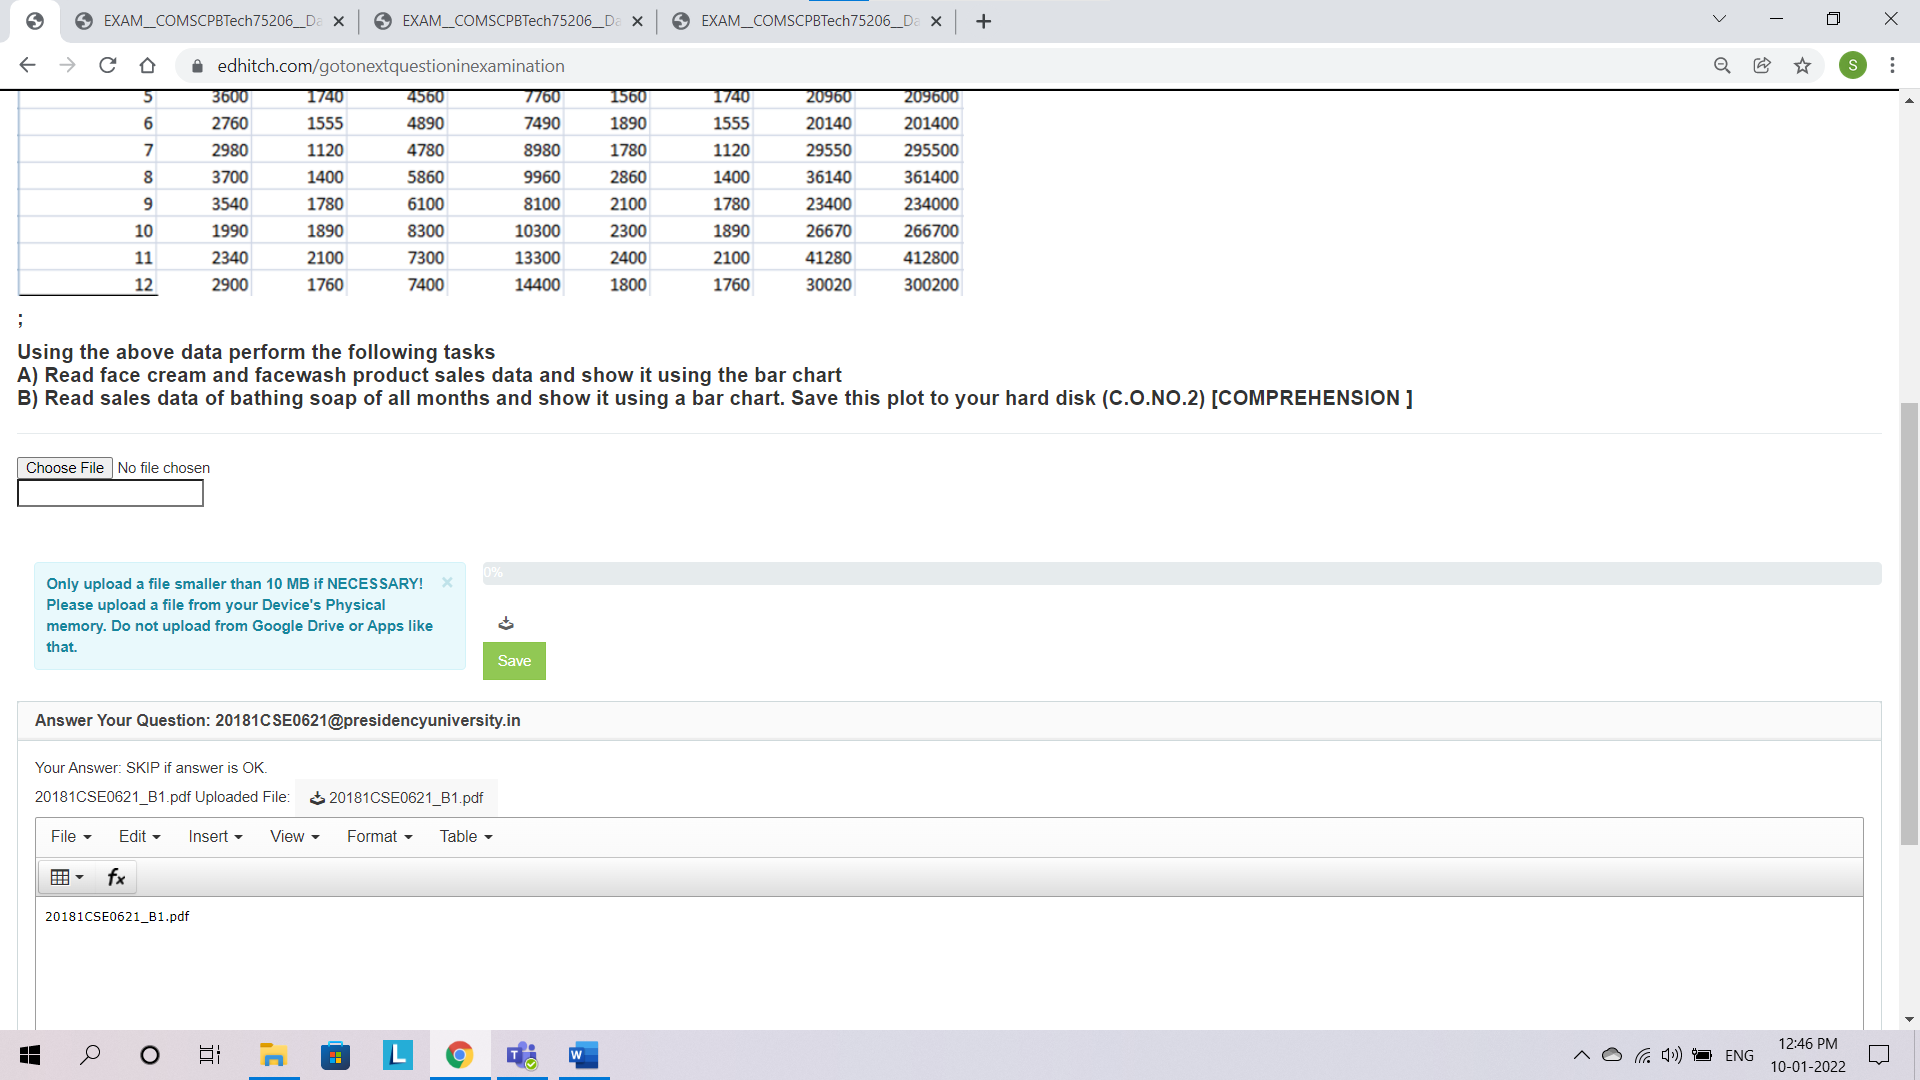 EXAM__COMSCPBTech75206__Da
EXAM__COMSCPBTech75206__Da
EXAM__COMSCPBTech75206__Da
edhitch.com/gotonextquestioninexamination
S
5 3600 1740 4560 7760 1560 1740 20960 209600
6 2760 1555 4890 7490 1890 1555 20140 201400
7 2980 1120 4780 8980 1780 1120 29550 295500
8 3700 1400 5860 9960 2860 1400 36140 361400
9 3540 1780 6100 8100 2100 1780 23400 234000
10 1990 1890 8300 10300 2300 1890 26670 266700
11 2340 2100 7300 13300 2400 2100 41280 412800
12 2900 1760 7400 14400 1800 1760 30020 300200
;
Using the above data perform the following tasks
A) Read face cream and facewash product sales data and show it using the bar chart
B) Read sales data of bathing soap of all months and show it using a bar chart. Save this plot to your hard disk (C.O.NO.2) [COMPREHENSION ]
Choose File No file chosen
Only upload a file smaller than 10 MB if NECESSARY! ×
Please upload a file from your Device's Physical
memory. Do not upload from Google Drive or Apps like
that.
0%
Save
Answer Your Question: 20181CSE0621@presidencyuniversity.in
Your Answer: SKIP if answer is OK.
20181CSE0621_B1.pdf Uploaded File: 20181CSE0621_B1.pdf
File Edit Insert View Format Table
fx
20181CSE0621_B1.pdf
L
T
W
ENG
12:46 PM
10-01-2022